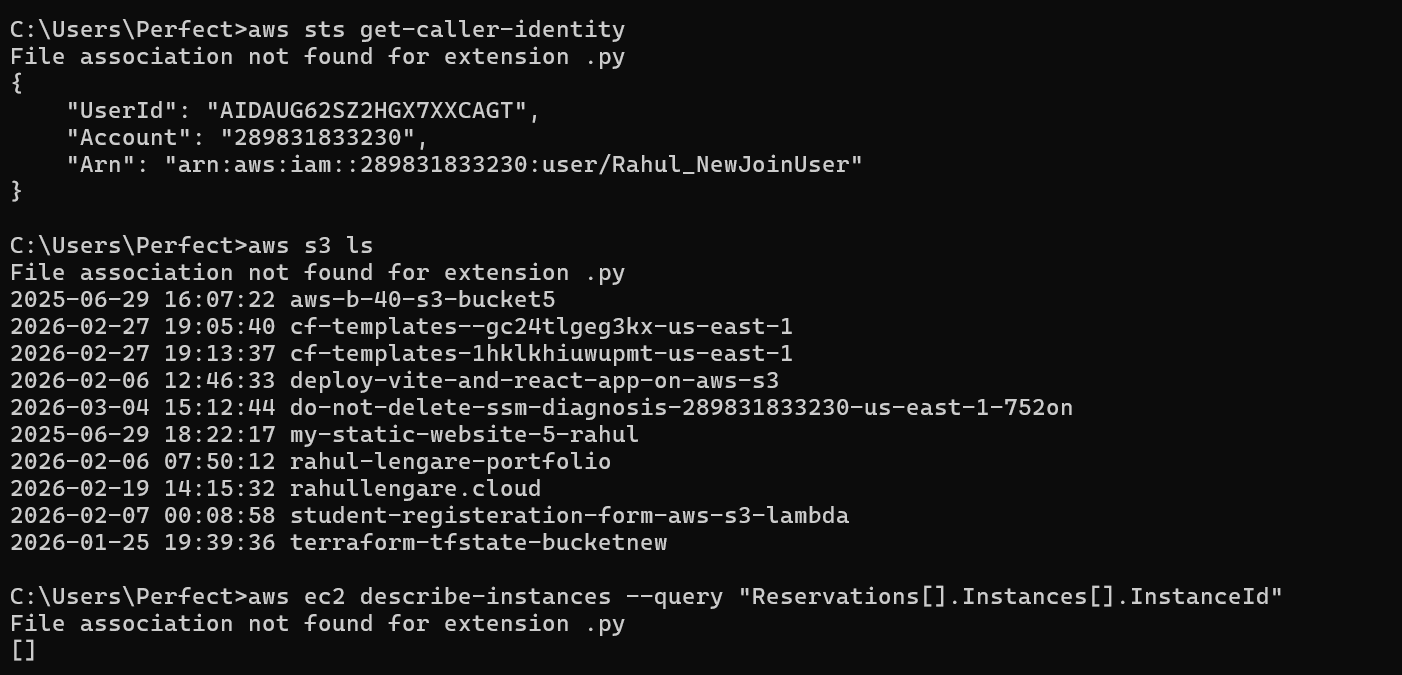 C:\Users\Perfect>aws sts get-caller-identity
File association not found for extension .py
{
    "UserId": "AIDAUG62SZ2HGX7XXCAGT",
    "Account": "289831833230",
    "Arn": "arn:aws:iam::289831833230:user/Rahul_NewJoinUser"
}
C:\Users\Perfect>aws s3 ls
File association not found for extension .py
2025-06-29 16:07:22 aws-b-40-s3-bucket5
2026-02-27 19:05:40 cf-templates--gc24tlgeg3kx-us-east-1
2026-02-27 19:13:37 cf-templates-1hklkhiuwupmt-us-east-1
2026-02-06 12:46:33 deploy-vite-and-react-app-on-aws-s3
2026-03-04 15:12:44 do-not-delete-ssm-diagnosis-289831833230-us-east-1-752on
2025-06-29 18:22:17 my-static-website-5-rahul
2026-02-06 07:50:12 rahul-lengare-portfolio
2026-02-19 14:15:32 rahullengare.cloud
2026-02-07 00:08:58 student-registeration-form-aws-s3-lambda
2026-01-25 19:39:36 terraform-tfstate-bucketnew
C:\Users\Perfect>aws ec2 describe-instances --query "Reservations[].Instances[].InstanceId"
File association not found for extension .py
[]